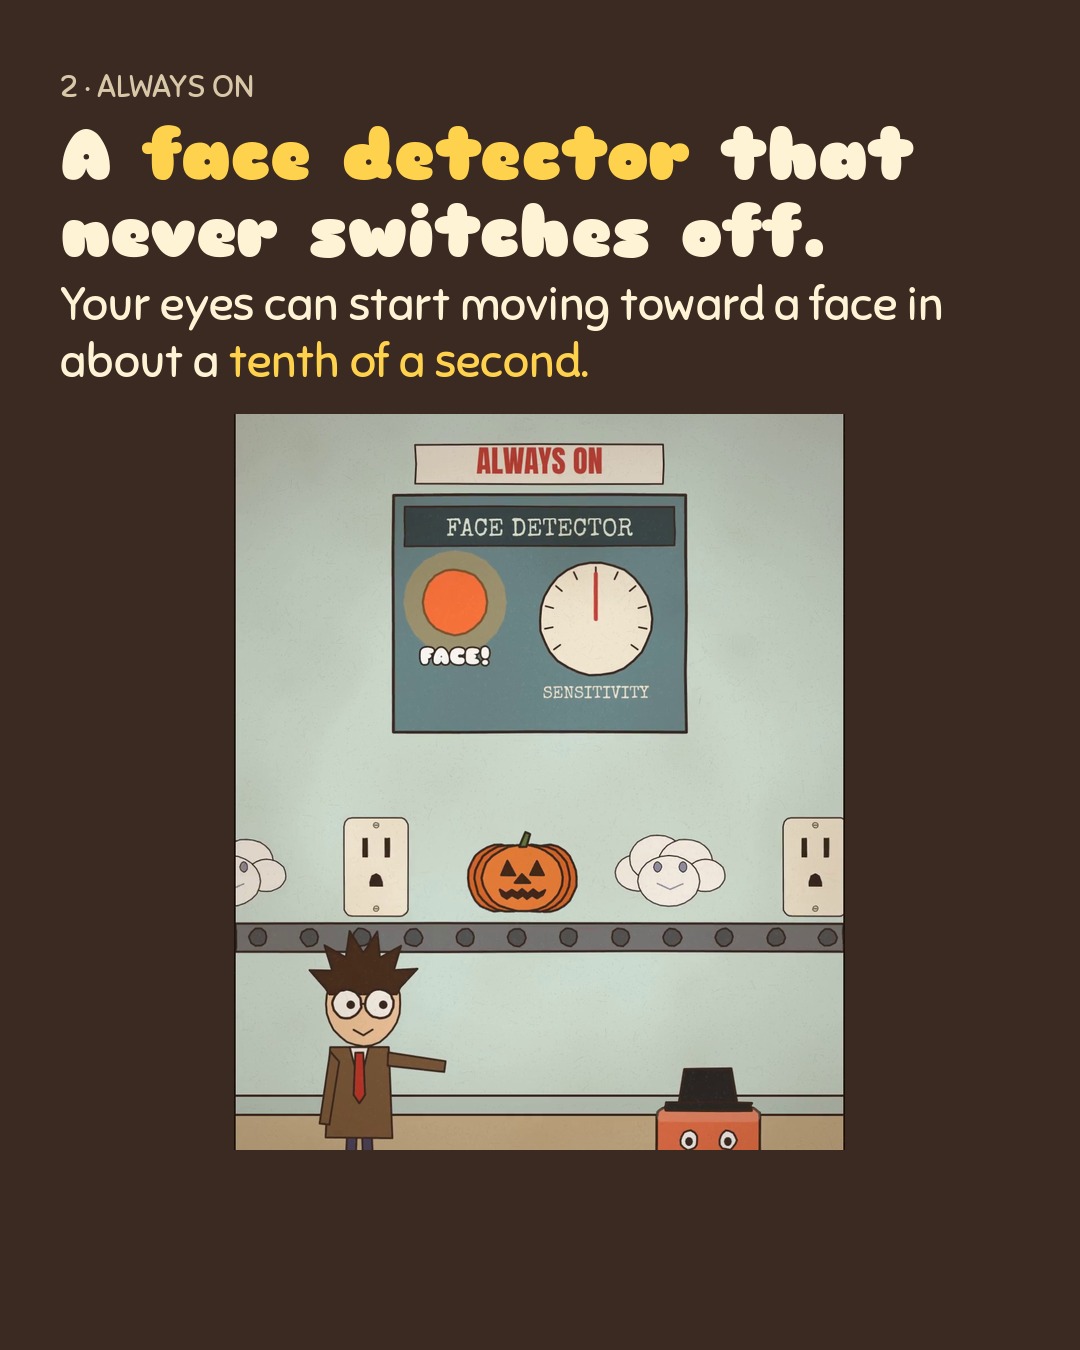 2 · ALWAYS ON
A face detector that
never switches off.
Your eyes can start moving toward a face in
about a tenth of a second.
ALWAYS ON
FACE DETECTOR
FACE!
SENSITIVITY